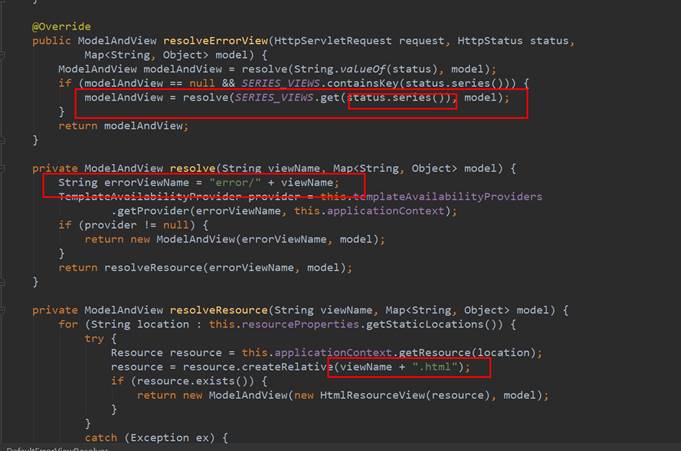 }
@Override
public ModelAndView resolveErrorView(HttpServletRequest request, HttpStatus status,
        Map<String, Object> model) {
    ModelAndView modelAndView = resolve(String.valueOf(status), model);
    if (modelAndView == null && SERIES_VIEWS.containsKey(status.series())) {
        modelAndView = resolve(SERIES_VIEWS.get(status.series()), model);
    }
    return modelAndView;
}
private ModelAndView resolve(String viewName, Map<String, Object> model) {
    String errorViewName = "error/" + viewName;
    TemplateAvailabilityProvider provider = this.templateAvailabilityProviders
            .getProvider(errorViewName, this.applicationContext);
    if (provider != null) {
        return new ModelAndView(errorViewName, model);
    }
    return resolveResource(errorViewName, model);
}
private ModelAndView resolveResource(String viewName, Map<String, Object> model) {
    for (String location : this.resourceProperties.getStaticLocations()) {
        try {
            Resource resource = this.applicationContext.getResource(location);
            resource = resource.createRelative(viewName + ".html");
            if (resource.exists()) {
                return new ModelAndView(new HtmlResourceView(resource), model);
            }
        }
        catch (Exception ex) {